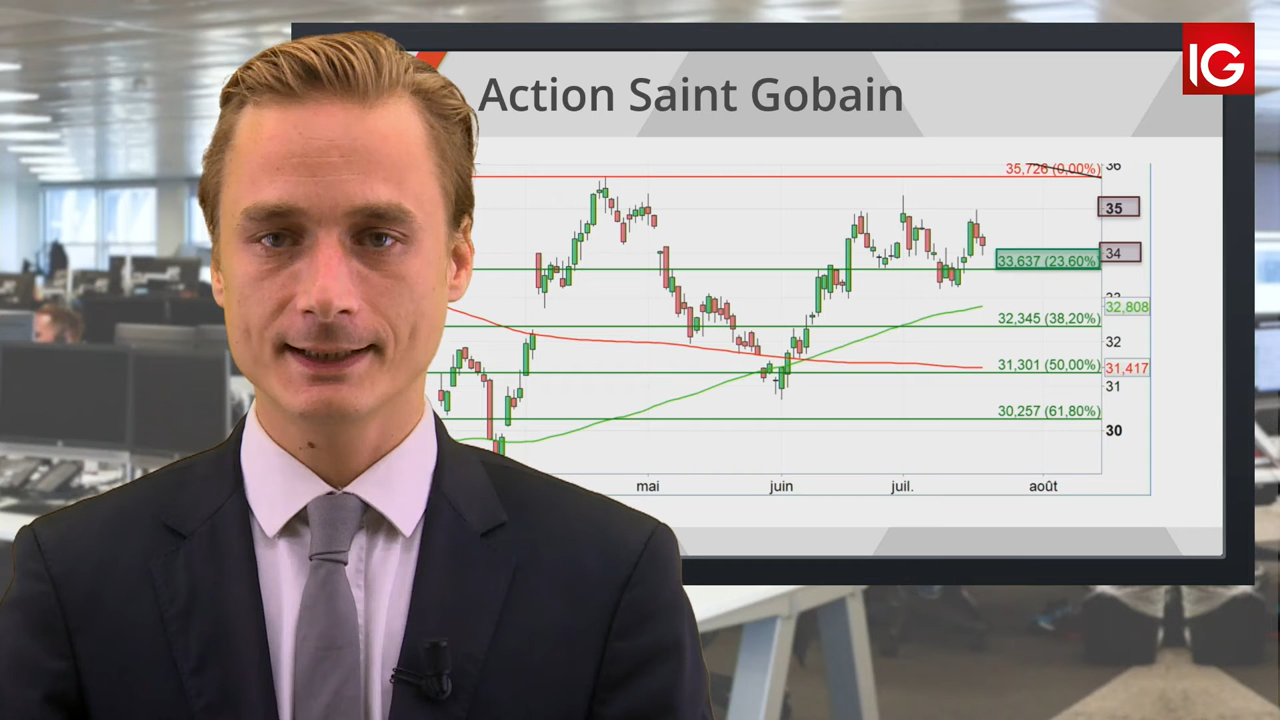 IG
Action Saint Gobain
35,726 (0,00%)
36
35
34
33,637 (23,60%)
32,808
32,345 (38,20%)
32
31,301 (50,00%)
31,417
31
30,257 (61,80%)
30
mai
juin
juil.
août